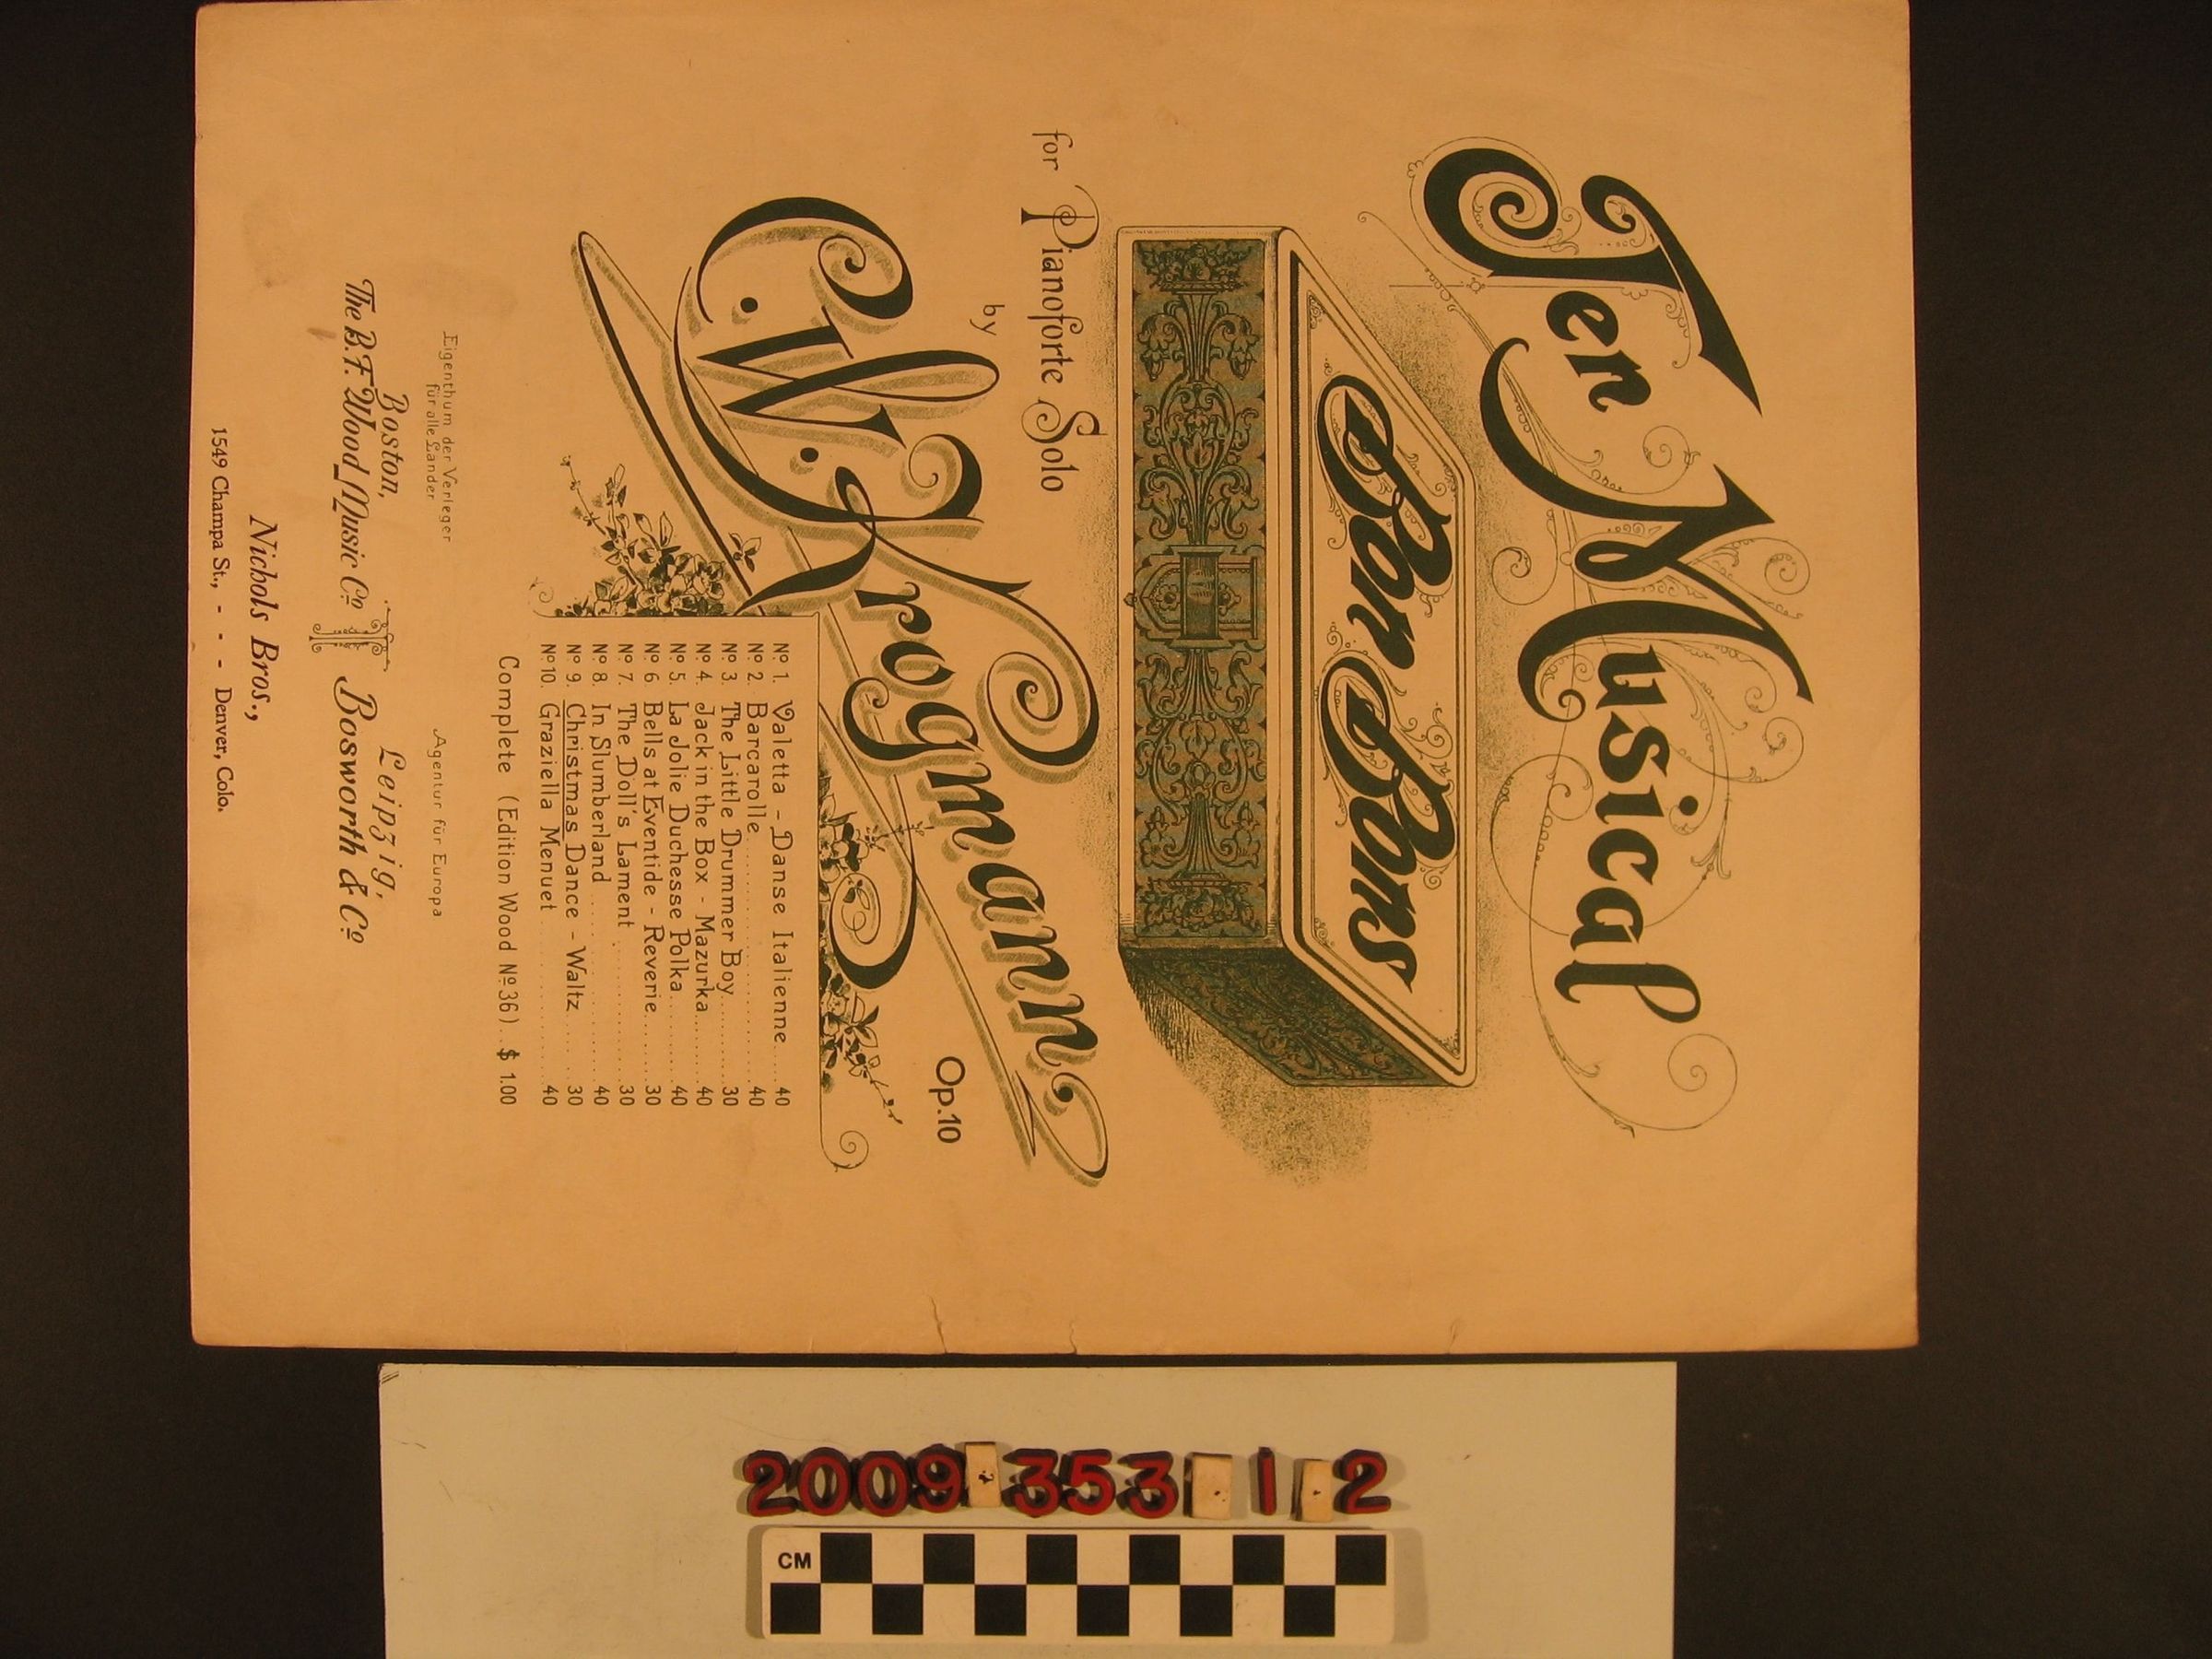 Ten Musical
Bon Bons
for Pianoforte Solo
by
C.W. Krogmann
Op.10
No 1. Valetta - Danse Italienne ... 40
No 2. Barcarolle ... 40
No 3. The Little Drummer Boy ... 30
No 4. Jack in the Box - Mazurka ... 40
No 5. La Jolie Duchesse Polka ... 40
No 6 Bells at Eventide - Reverie ... 30
No 7. The Doll's Lament ... 30
No 8. In Slumberland ... 40
No 9. Christmas Dance - Waltz ... 30
No 10. Graziella Menuet ... 40
Complete (Edition Wood No 36) ... $ 1.00
Eigenthum der Verleger
für alle Länder
Agentur für Europa
Boston,
The B.F. Wood Music Co
Leipzig,
Bosworth & Co
Nichols Bros.,
1549 Champa St., - - - Denver, Colo.
2009.353.1.2
CM